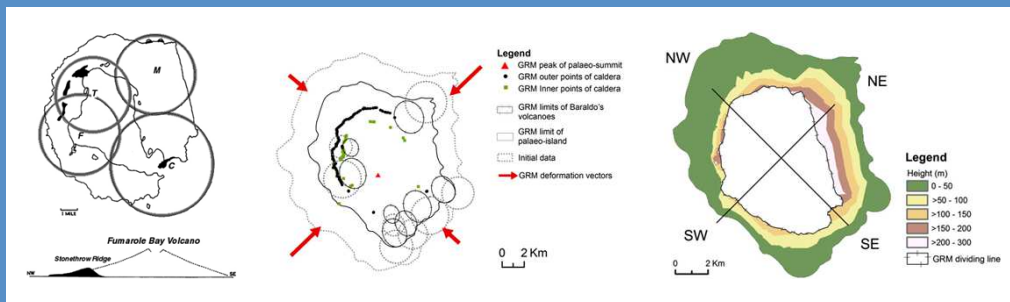 M
T
F
C
1 MILE
Fumarole Bay Volcano
Stonethrow Ridge
NW
SE
Legend
GRM peak of palaeo-summit
GRM outer points of caldera
GRM Inner points of caldera
GRM limits of Baraldo's
volcanoes
GRM limit of
palaeo-island
Initial data
GRM deformation vectors
0 1 2 Km
NW
NE
SW
SE
Legend
Height (m)
0 - 50
>50 - 100
>100 - 150
>150 - 200
>200 - 300
GRM dividing line
0 1 2 Km